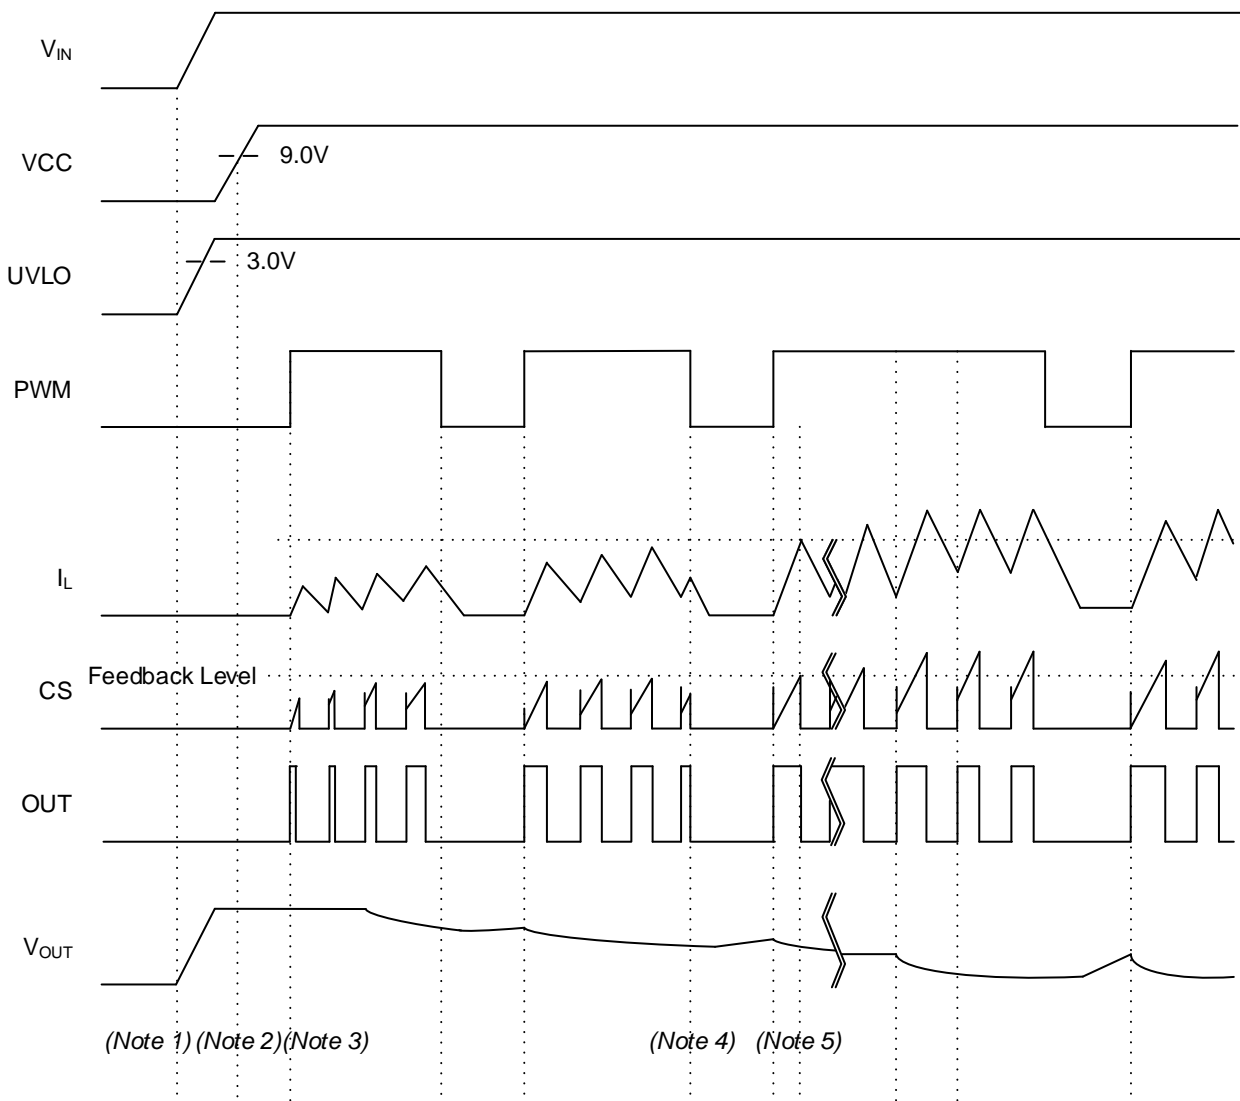 VIN
VCC
9.0V
UVLO
3.0V
PWM
IL
Feedback Level
CS
OUT
VOUT
(Note 1) (Note 2) (Note 3) (Note 4) (Note 5)